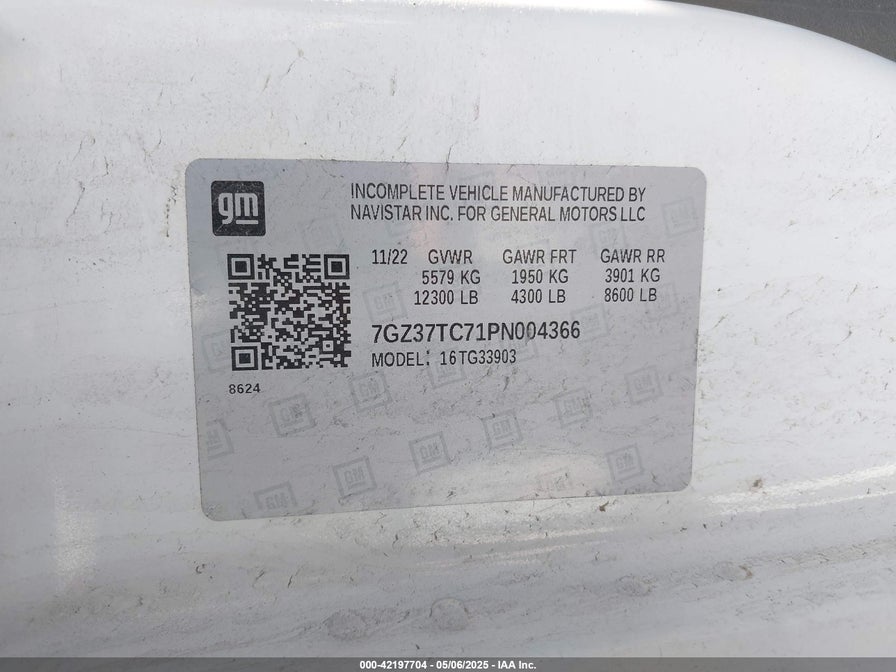 gm
INCOMPLETE VEHICLE MANUFACTURED BY
NAVISTAR INC. FOR GENERAL MOTORS LLC
11/22 GVWR GAWR FRT GAWR RR
5579 KG 1950 KG 3901 KG
12300 LB 4300 LB 8600 LB
7GZ37TC71PN004366
MODEL: 16TG33903
8624
000-42197704 - 05/06/2025 - IAA Inc.